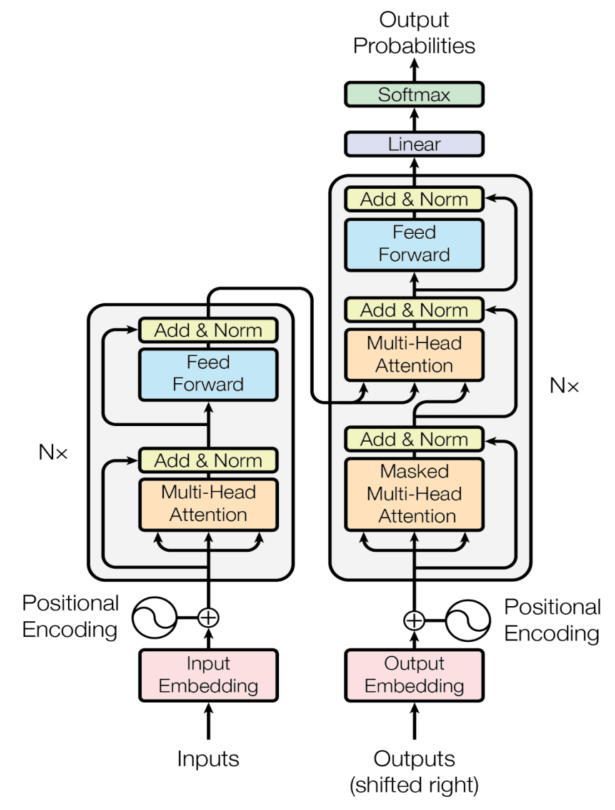 Output
Probabilities
Softmax
Linear
Add & Norm
Feed
Forward
Add & Norm
Multi-Head
Attention
Add & Norm
Masked
Multi-Head
Attention
N×
Positional
Encoding
Output
Embedding
Outputs
(shifted right)
Add & Norm
Feed
Forward
Add & Norm
Multi-Head
Attention
N×
Positional
Encoding
Input
Embedding
Inputs